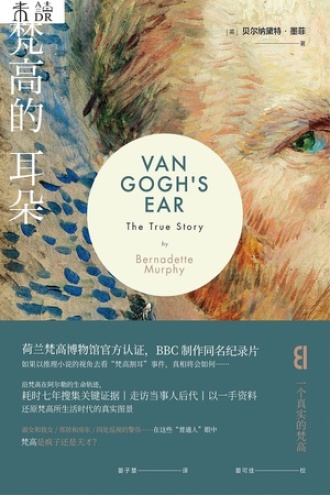 未讀
DR
[英]
贝尔纳黛特·墨菲
著
梵高的 耳朵
VAN
GOGH'S
EAR
The True Story
by
Bernadette
Murphy
荷兰梵高博物馆官方认证，BBC 制作同名纪录片
如果以推理小说的视角去看“梵高割耳”事件，真相将会如何——
沿梵高在阿尔勒的生命轨迹，
耗时七年搜集关键证据｜走访当事人后代｜以一手资料
还原梵高所生活时代的真实图景
在这些“普通人”眼中
梵高是疯子还是天才？
一个真实的梵高
译
校